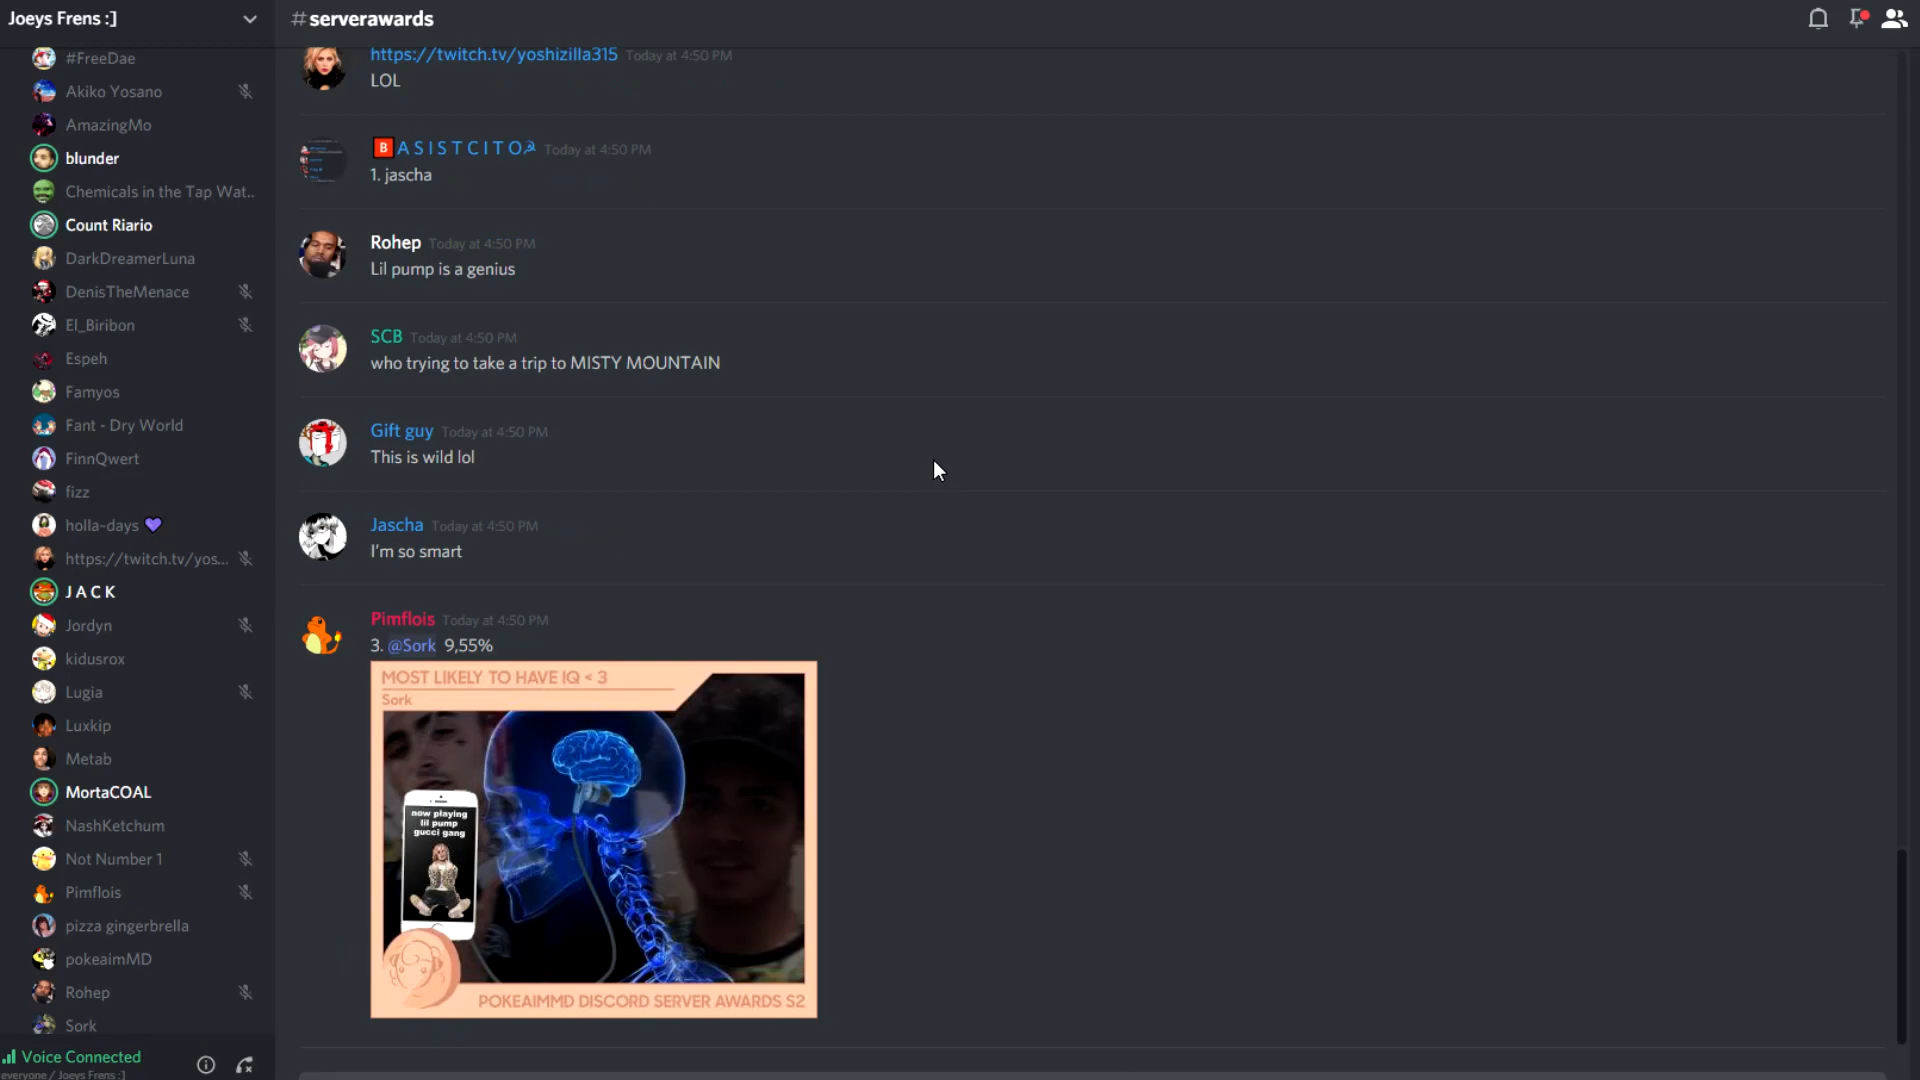 Joeys Frens :]
#FreeDae
Akiko Yosano
AmazingMo
blunder
Chemicals in the Tap Wat..
Count Riario
DarkDreamerLuna
DenisTheMenace
El_Biribon
Espeh
Famyos
Fant - Dry World
FinnQwert
fizz
holla-days 💜
https://twitch.tv/yos...
J A C K
Jordyn
kidusrox
Lugia
Luxkip
Metab
MortaCOAL
NashKetchum
Not Number 1
Pimflois
pizza gingerbrella
pokeaimMD
Rohep
Sork
Voice Connected
everyone / Joeys Frens :]
#serverawards
https://twitch.tv/yoshizilla315 Today at 4:50 PM
LOL
🅱 A S I S T C I T O☭ Today at 4:50 PM
1. jascha
Rohep Today at 4:50 PM
Lil pump is a genius
SCB Today at 4:50 PM
who trying to take a trip to MISTY MOUNTAIN
Gift guy Today at 4:50 PM
This is wild lol
Jascha Today at 4:50 PM
I'm so smart
Pimflois Today at 4:50 PM
3. @Sork 9,55%
MOST LIKELY TO HAVE IQ < 3
Sork
now playing
lil pump
gucci gang
POKEAIMMD DISCORD SERVER AWARDS S2